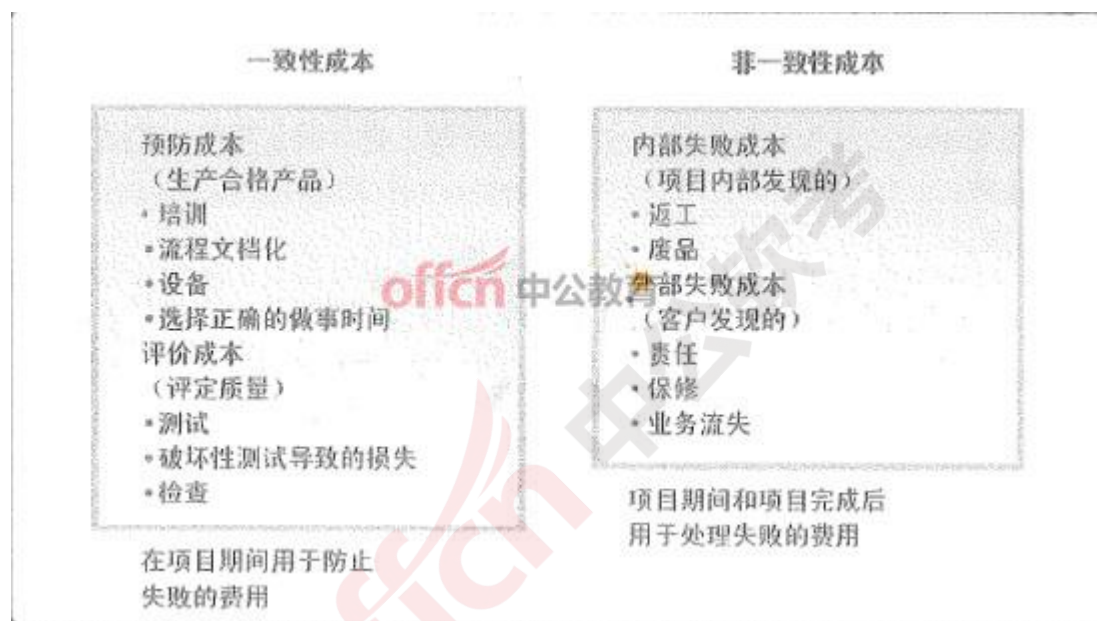 一致性成本
预防成本
（生产合格产品）
•培训
•流程文档化
•设备
•选择正确的做事时间
评价成本
（评定质量）
•测试
•破坏性测试导致的损失
•检查
在项目期间用于防止
失败的费用
非一致性成本
内部失败成本
（项目内部发现的）
•返工
•废品
外部失败成本
（客户发现的）
•责任
•保修
•业务流失
项目期间和项目完成后
用于处理失败的费用
offcn 中公教育
offcn 中公软考